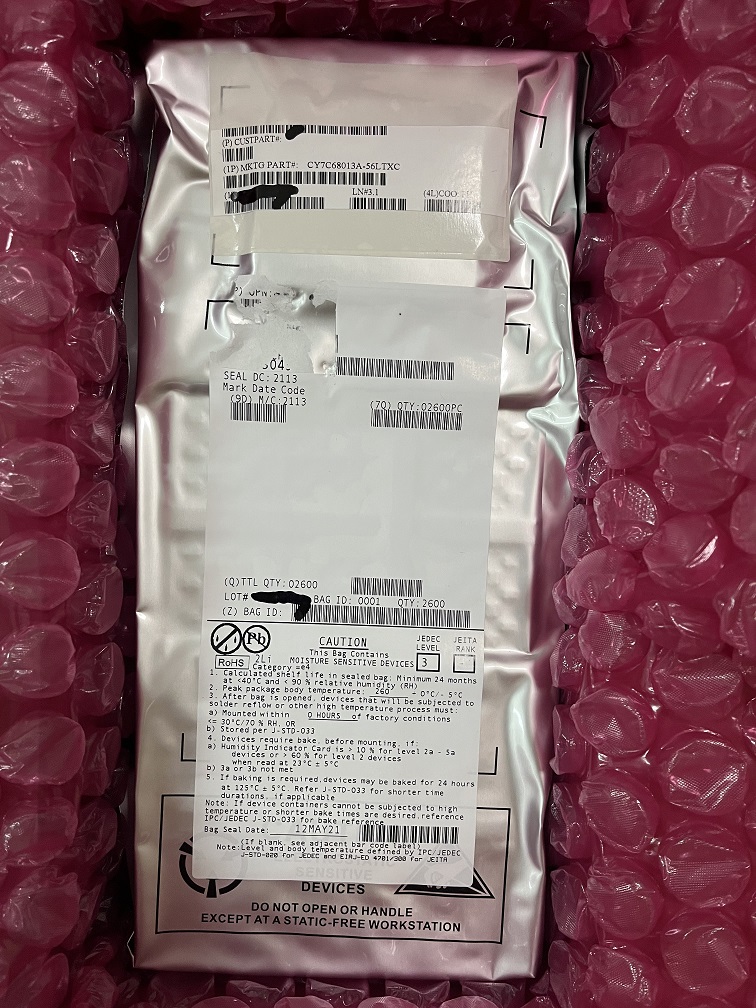 (P) CUSTPART#:
(1P) MKTG PART#: CY7C68013A-56LTXC
LN#3.1 (4L)COO
SEAL DC: 2113
Mark Date Code
(9D) M/C:2113
(7Q) QTY:02600PC
(Q)TTL QTY: 02600
LOT# BAG ID: 0001 QTY: 2600
(Z) BAG ID:
Pb
RoHS 2Li
Category =e4
CAUTION
This Bag Contains
MOISTURE SENSITIVE DEVICES
JEDEC LEVEL
3
JEITA RANK
1. Calculated shelf life in sealed bag: Minimum 24 months
at <40°C and < 90 % relative humidity (RH)
2. Peak package body temperature: 260 - 0°C/- 5°C
3. After bag is opened, devices that will be subjected to
solder reflow or other high temperature process must:
a) Mounted within 0 HOURS of factory conditions
<= 30°C/70 % RH, OR
b) Stored per J-STD-033
4. Devices require bake, before mounting, if:
a) Humidity Indicator Card is > 10 % for level 2a - 5a
devices or > 60 % for level 2 devices
when read at 23°C ± 5°C
b) 3a or 3b not met
5. If baking is required,devices may be baked for 24 hours
at 125°C ± 5°C. Refer J-STD-033 for shorter time
durations, if applicable
Note: If device containers cannot be subjected to high
temperature or shorter bake times are desired,reference
IPC/JEDEC J-STD-033 for bake reference
Bag Seal Date: 12MAY21
(If blank, see adjacent bar code label)
Note:Level and body temperature defined by IPC/JEDEC
J-STD-020 for JEDEC and EIAJ-ED 4701/300 for JEITA
SENSITIVE
DEVICES
DO NOT OPEN OR HANDLE
EXCEPT AT A STATIC-FREE WORKSTATION